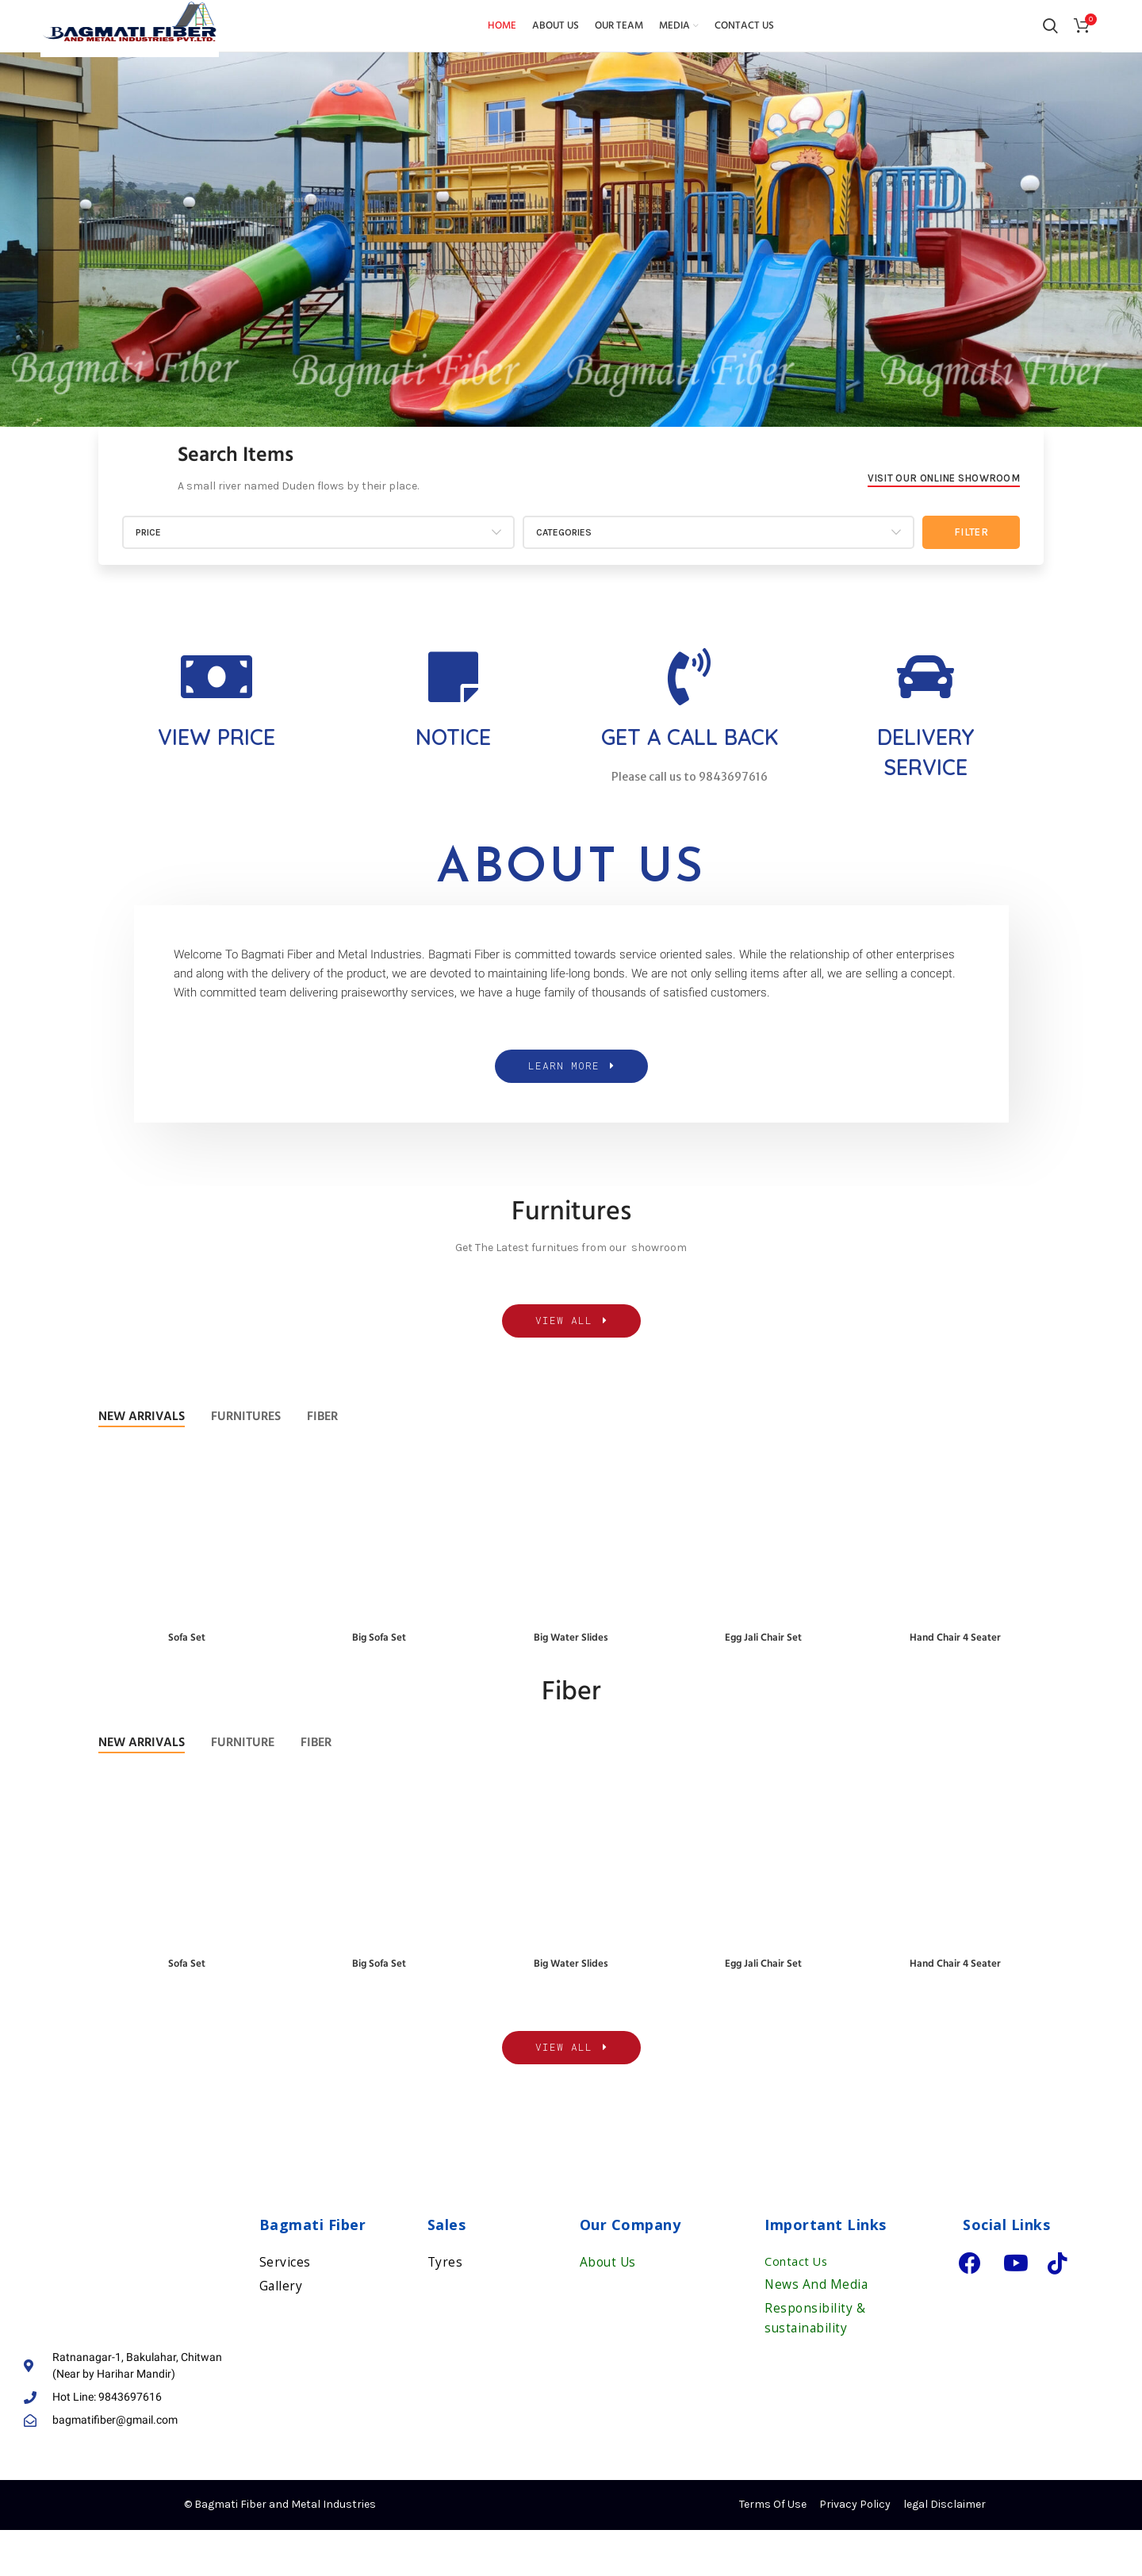 BAGMATI FIBER
AND METAL INDUSTRIES PVT.LTD.
HOME ABOUT US OUR TEAM MEDIA CONTACT US
0
Bagmati Fiber Bagmati Fiber Bagmati Fiber Bagmati Fiber
Search Items
A small river named Duden flows by their place.
VISIT OUR ONLINE SHOWROOM
PRICE CATEGORIES FILTER
VIEW PRICE
NOTICE
GET A CALL BACK
Please call us to 9843697616
DELIVERY
SERVICE
ABOUT US
Welcome To Bagmati Fiber and Metal Industries. Bagmati Fiber is committed towards service oriented sales. While the relationship of other enterprises
and along with the delivery of the product, we are devoted to maintaining life-long bonds. We are not only selling items after all, we are selling a concept.
With committed team delivering praiseworthy services, we have a huge family of thousands of satisfied customers.
LEARN MORE
Furnitures
Get The Latest furnitues from our showroom
VIEW ALL
NEW ARRIVALS FURNITURES FIBER
Sofa Set Big Sofa Set Big Water Slides Egg Jali Chair Set Hand Chair 4 Seater
Fiber
NEW ARRIVALS FURNITURE FIBER
Sofa Set Big Sofa Set Big Water Slides Egg Jali Chair Set Hand Chair 4 Seater
VIEW ALL
Ratnanagar-1, Bakulahar, Chitwan
(Near by Harihar Mandir)
Hot Line: 9843697616
bagmatifiber@gmail.com
Bagmati Fiber
Services
Gallery
Sales
Tyres
Our Company
About Us
Important Links
Contact Us
News And Media
Responsibility &
sustainability
Social Links
© Bagmati Fiber and Metal Industries
Terms Of Use Privacy Policy legal Disclaimer